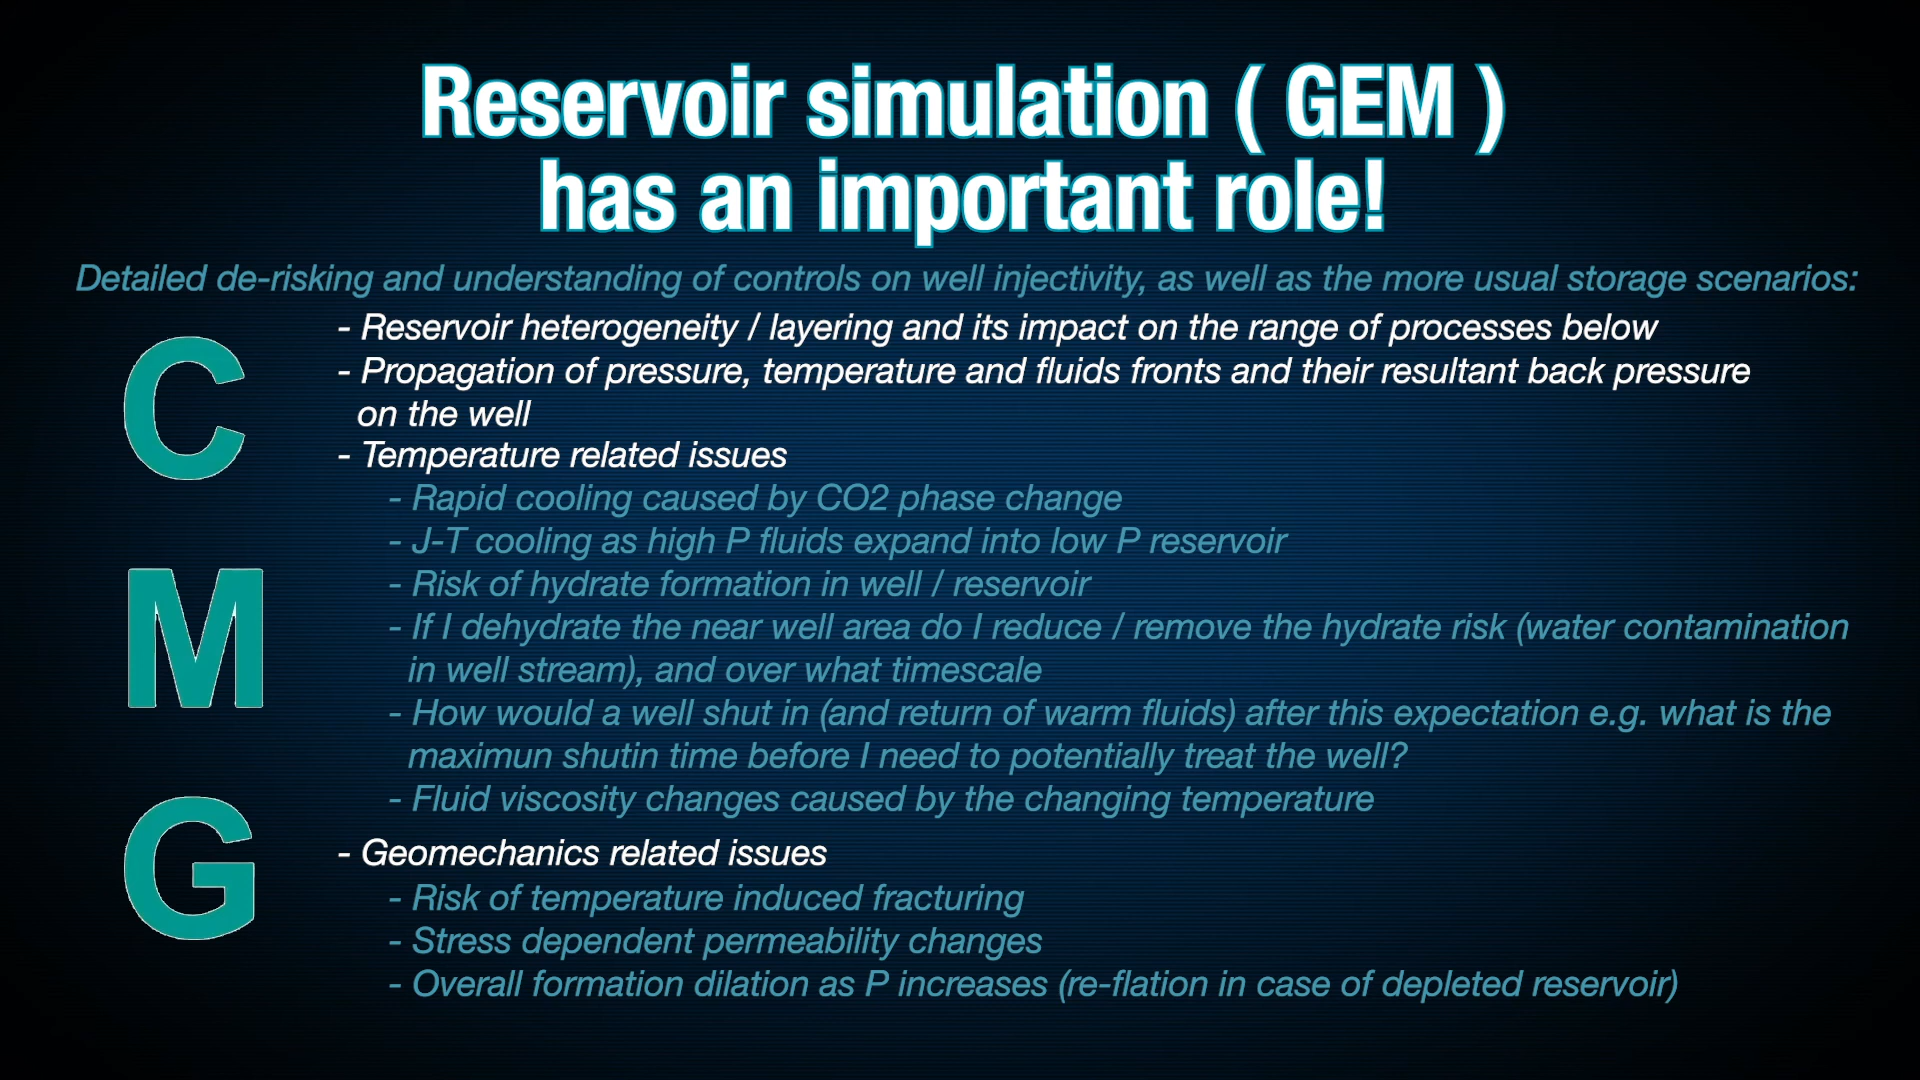 Reservoir simulation ( GEM )
has an important role!
Detailed de-risking and understanding of controls on well injectivity, as well as the more usual storage scenarios:
C
M
G
- Reservoir heterogeneity / layering and its impact on the range of processes below
- Propagation of pressure, temperature and fluids fronts and their resultant back pressure
on the well
- Temperature related issues
- Rapid cooling caused by CO2 phase change
- J-T cooling as high P fluids expand into low P reservoir
- Risk of hydrate formation in well / reservoir
- If I dehydrate the near well area do I reduce / remove the hydrate risk (water contamination
in well stream), and over what timescale
- How would a well shut in (and return of warm fluids) after this expectation e.g. what is the
maximun shutin time before I need to potentially treat the well?
- Fluid viscosity changes caused by the changing temperature
- Geomechanics related issues
- Risk of temperature induced fracturing
- Stress dependent permeability changes
- Overall formation dilation as P increases (re-flation in case of depleted reservoir)